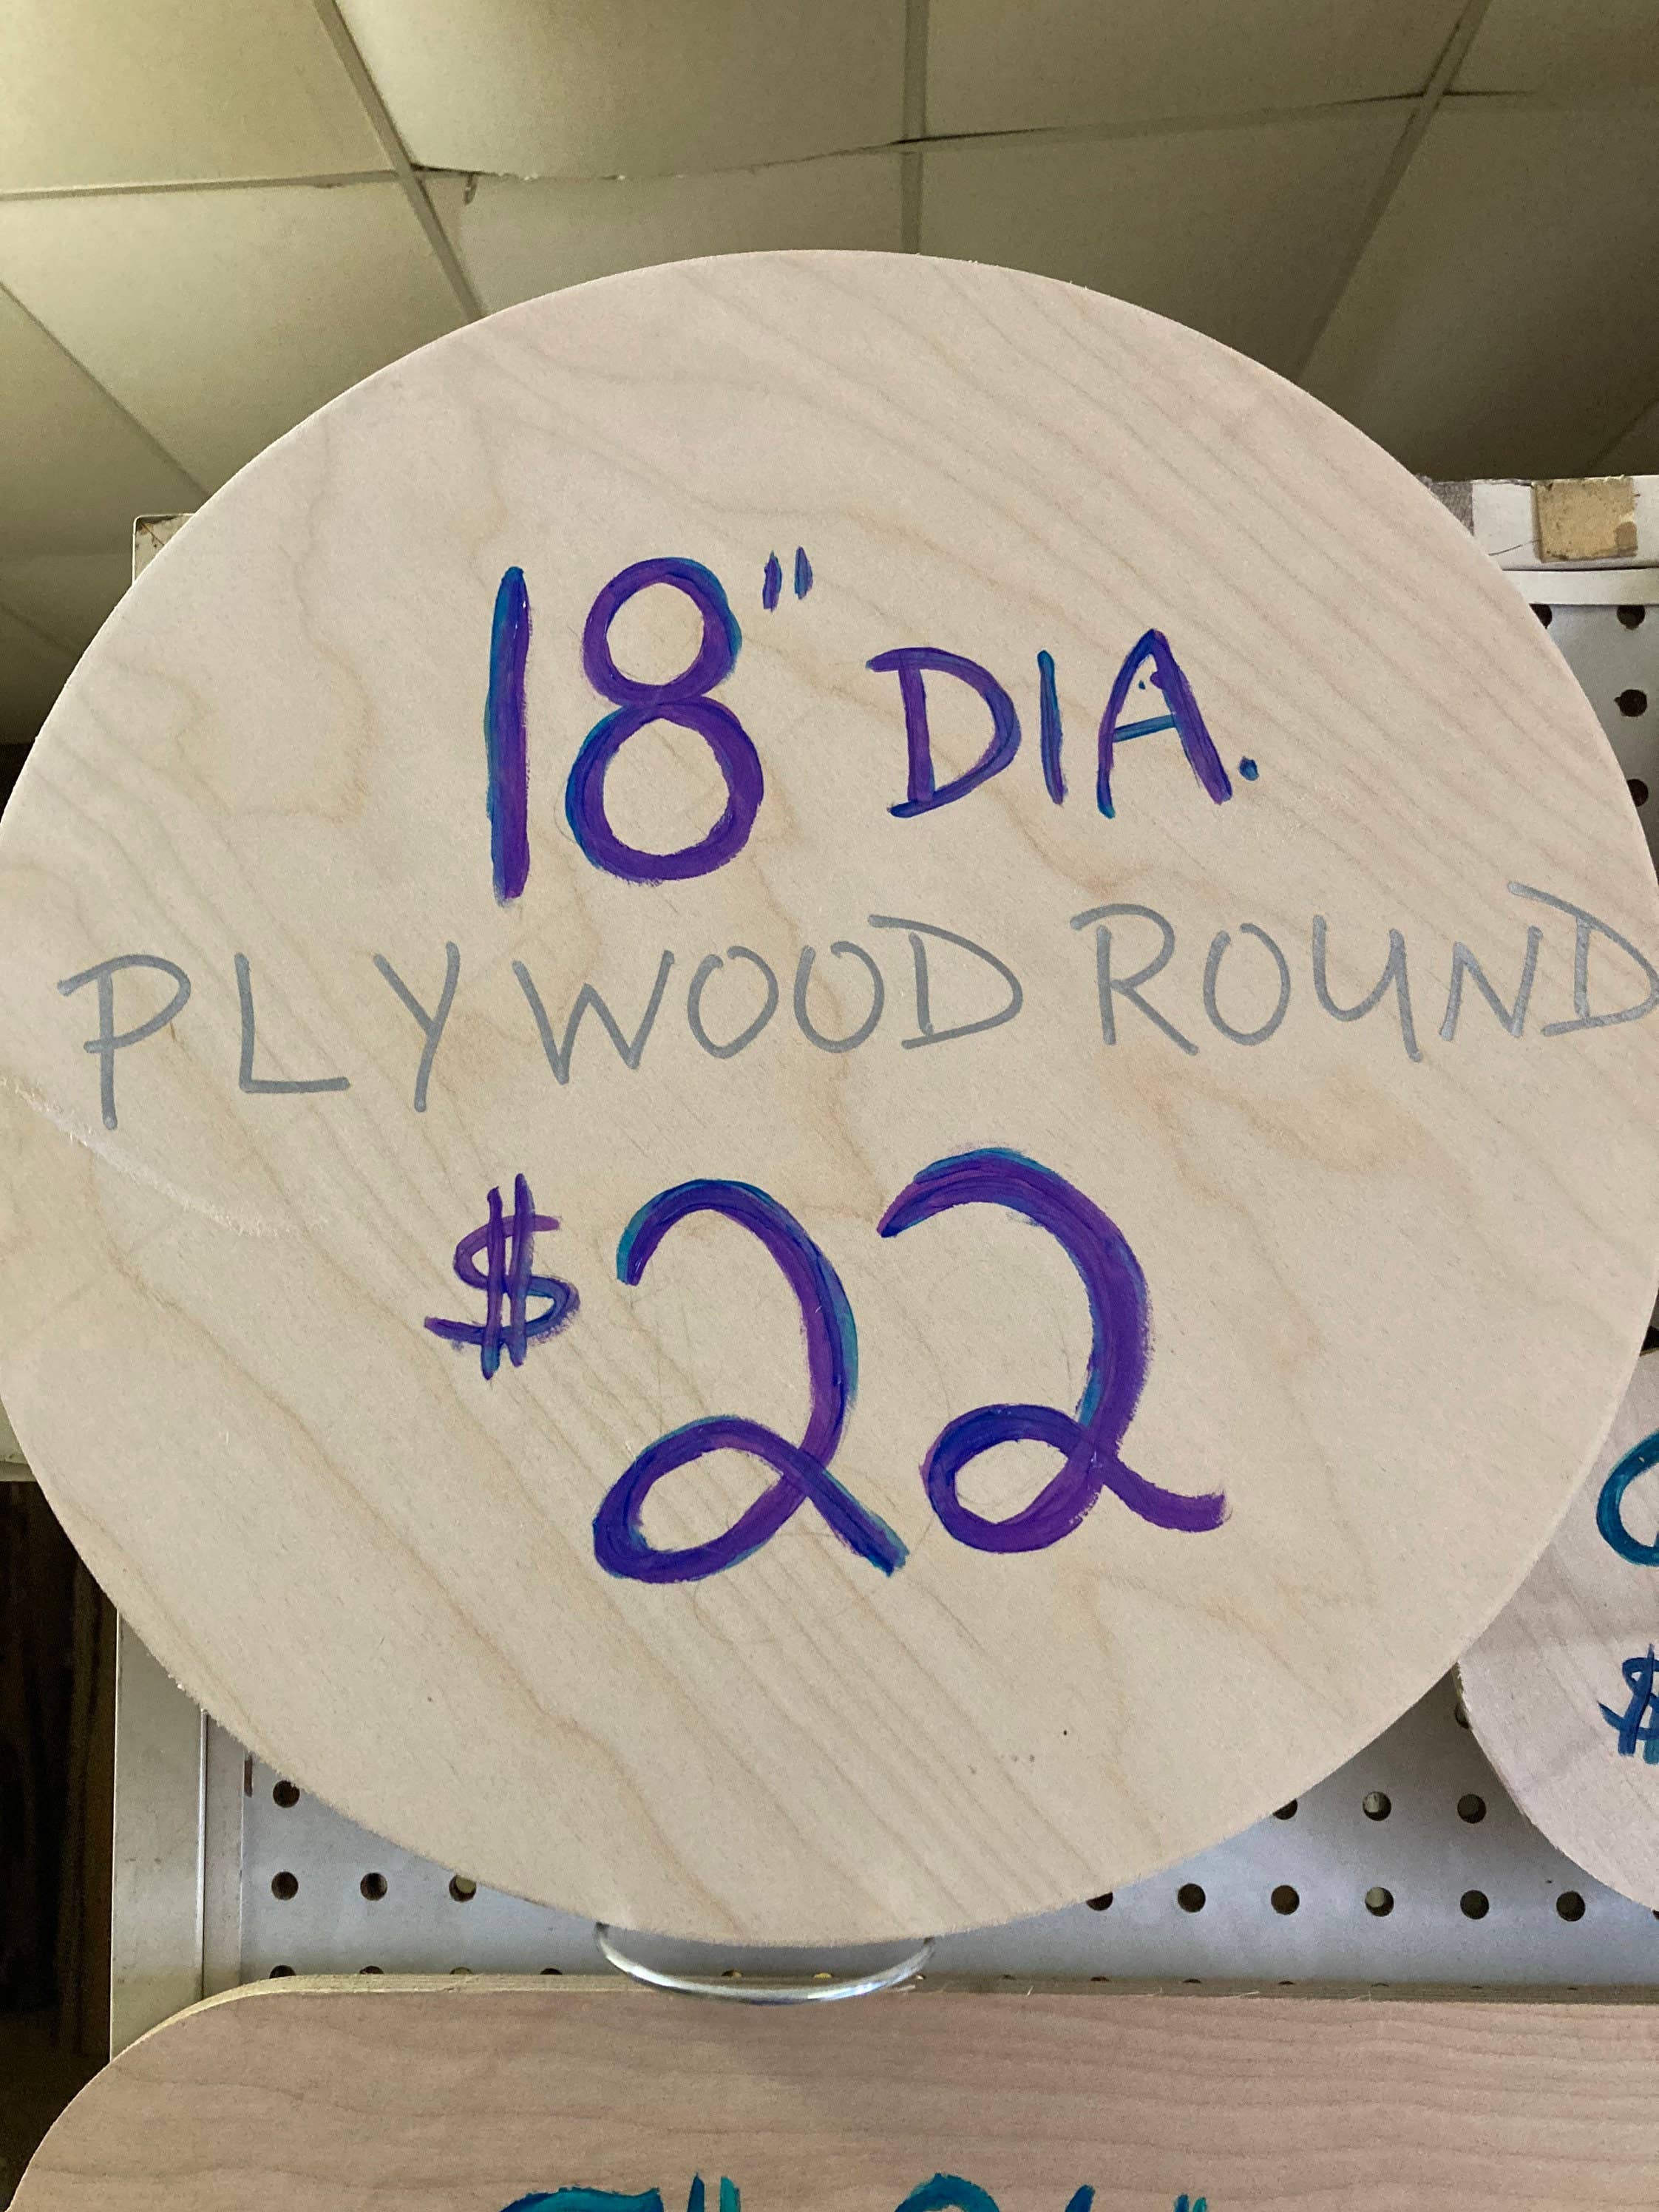 18" DIA.
PLYWOOD ROUND
$22
$